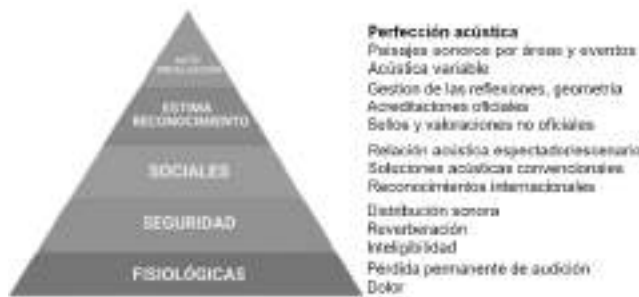 AUTO
ESTIMA
RECONOCIMIENTO
SOCIALES
SEGURIDAD
FISIOLÓGICAS
Perfección acústica
Paisajes sonoros por áreas y eventos
Acústica variable
Gestion de las reflexiones, geometría
Acreditaciones oficiales
Sellos y valoraciones no oficiales
Relación acústica espectador/escenario
Soluciones acústicas convencionales
Reconocimientos internacionales
Distribución sonora
Reverberación
Inteligibilidad
Pérdida permanente de audición
Dolor